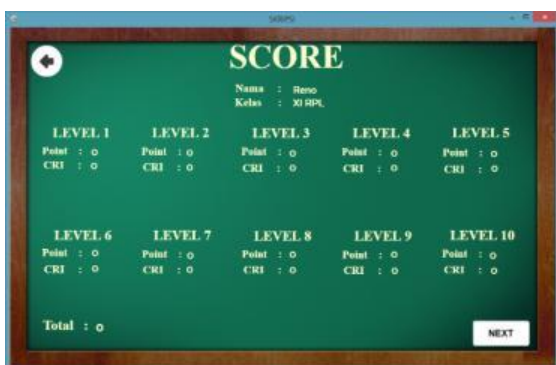 SKRIPSI
SCORE
Nama : Reno
Kelas : XI RPL
LEVEL 1 LEVEL 2 LEVEL 3 LEVEL 4 LEVEL 5
Point : 0 Point : 0 Point : 0 Point : 0 Point : 0
CRI : 0 CRI : 0 CRI : 0 CRI : 0 CRI : 0
LEVEL 6 LEVEL 7 LEVEL 8 LEVEL 9 LEVEL 10
Point : 0 Point : 0 Point : 0 Point : 0 Point : 0
CRI : 0 CRI : 0 CRI : 0 CRI : 0 CRI : 0
Total : 0
NEXT